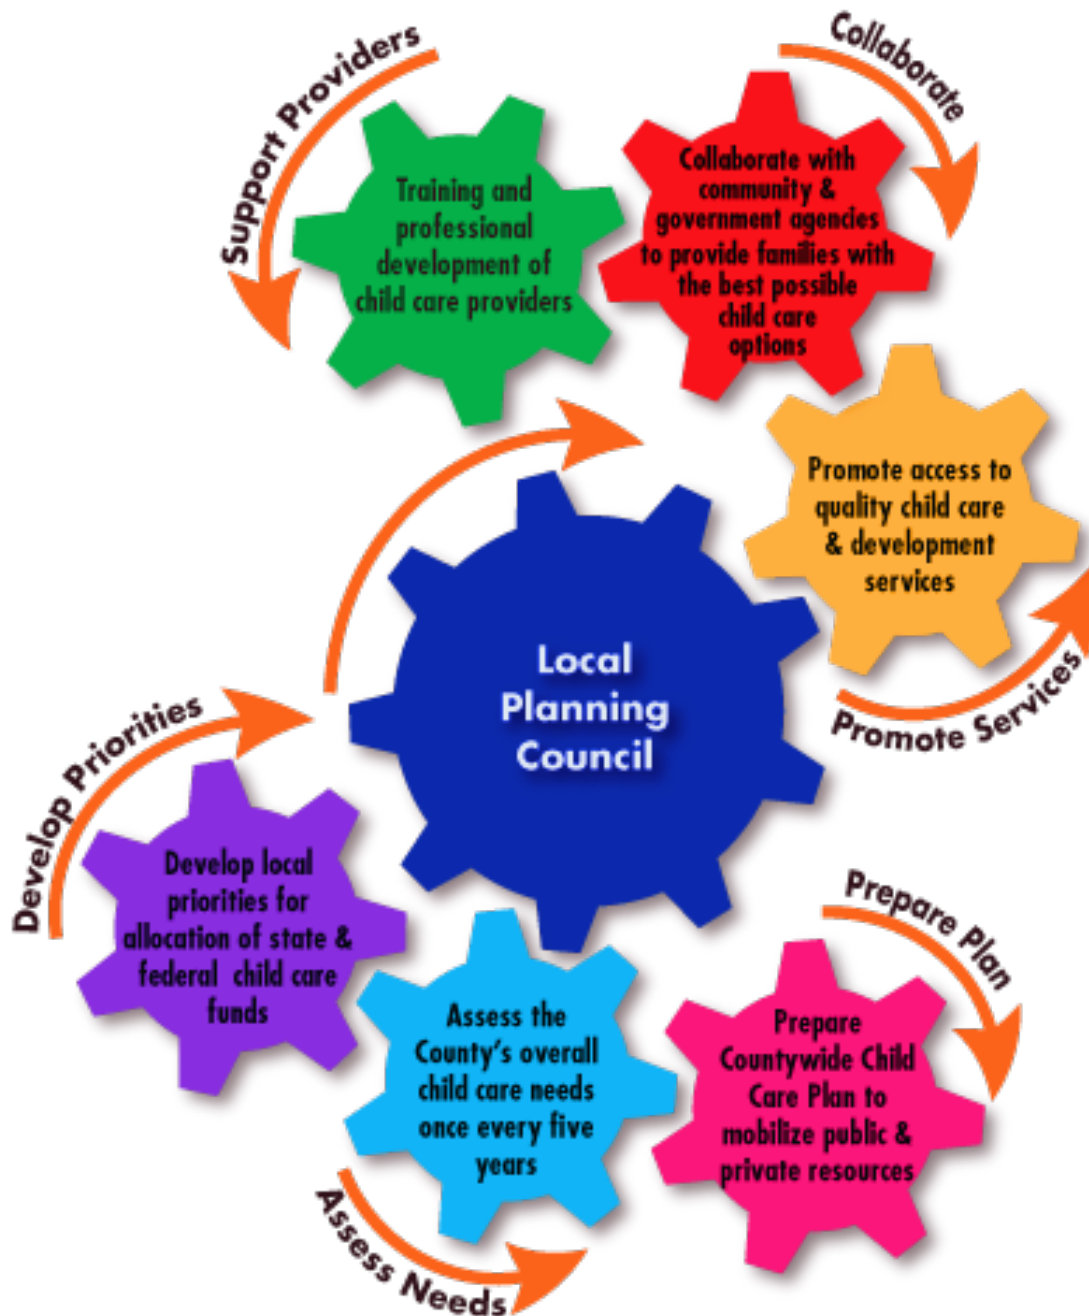 Support Providers
Collaborate
Training and
professional
development of
child care providers
Collaborate with
community &
government agencies
to provide families with
the best possible
child care
options
Promote access to
quality child care
& development
services
Promote Services
Local
Planning
Council
Develop Priorities
Develop local
priorities for
allocation of state &
federal child care
funds
Assess the
County's overall
child care needs
once every five
years
Assess Needs
Prepare Plan
Prepare
Countywide Child
Care Plan to
mobilize public &
private resources